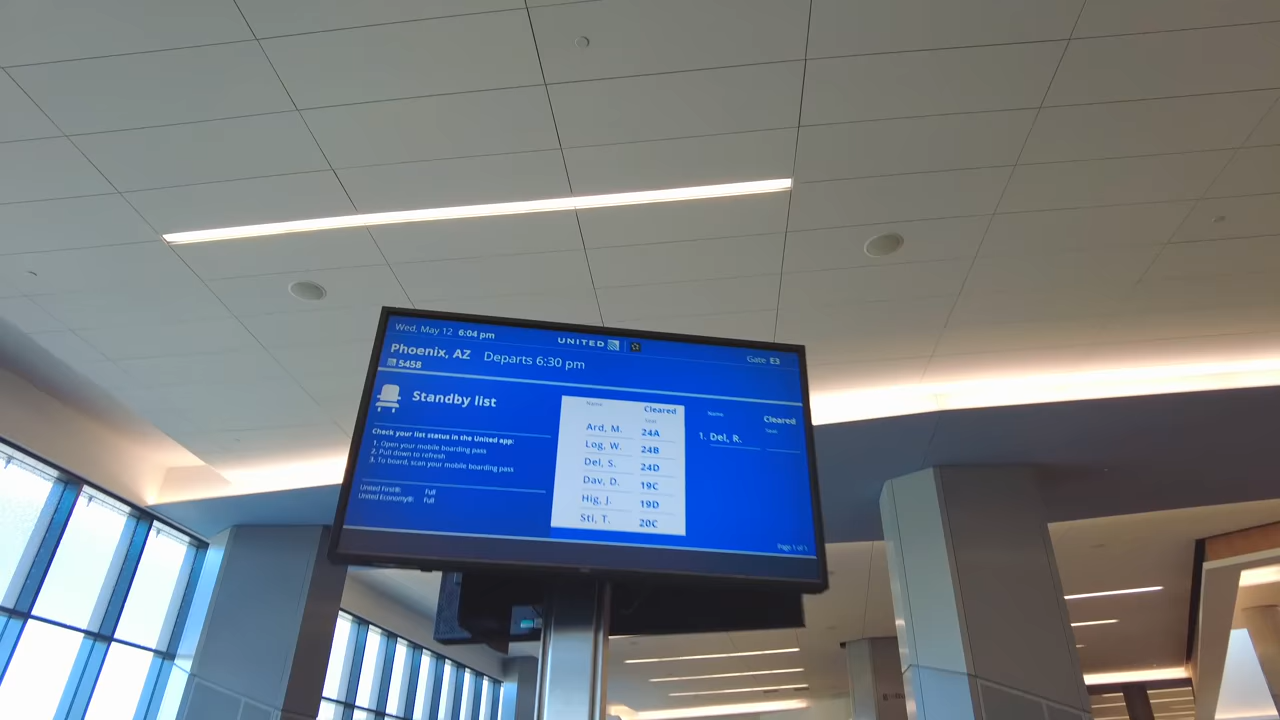 Wed, May 12 6:04 pm
UNITED
Gate E3
Phoenix, AZ Departs 6:30 pm
5458
Standby list
Check your list status in the United app:
1. Open your mobile boarding pass
2. Pull down to refresh
3. To board, scan your mobile boarding pass
United First®: Full
United Economy®: Full
Name Cleared
Seat
Ard, M. 24A
Log, W. 24B
Del, S. 24D
Dav, D. 19C
Hig, J. 19D
Sti, T. 20C
Name Cleared
Seat
1. Del, R.
Page 1 of 1